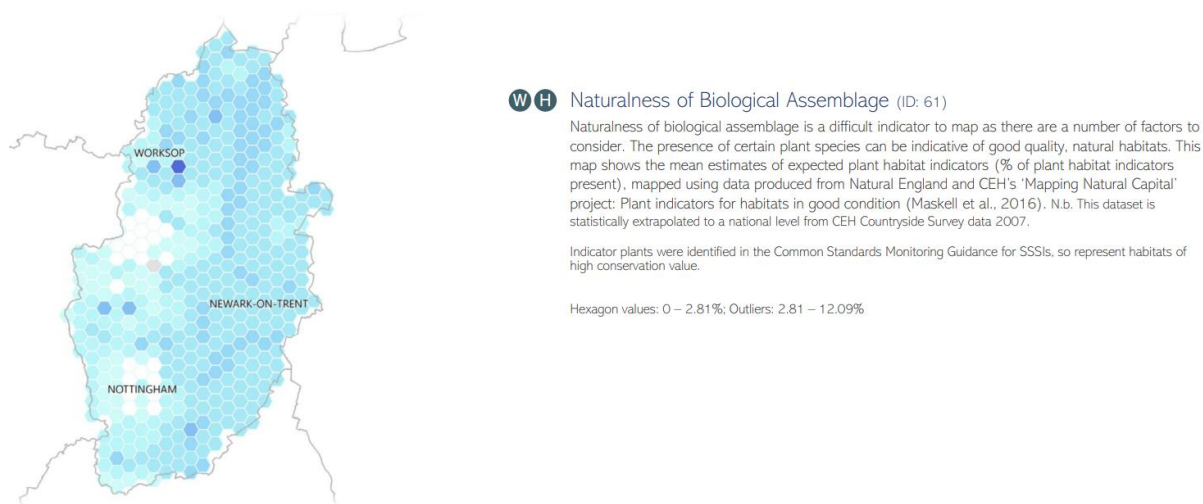 WORKSOP
NEWARK-ON-TRENT
NOTTINGHAM
W H Naturalness of Biological Assemblage (ID: 61)
Naturalness of biological assemblage is a difficult indicator to map as there are a number of factors to
consider. The presence of certain plant species can be indicative of good quality, natural habitats. This
map shows the mean estimates of expected plant habitat indicators (% of plant habitat indicators
present), mapped using data produced from Natural England and CEH's 'Mapping Natural Capital'
project: Plant indicators for habitats in good condition (Maskell et al., 2016). N.b. This dataset is
statistically extrapolated to a national level from CEH Countryside Survey data 2007.
Indicator plants were identified in the Common Standards Monitoring Guidance for SSSIs, so represent habitats of
high conservation value.
Hexagon values: 0 – 2.81%; Outliers: 2.81 – 12.09%